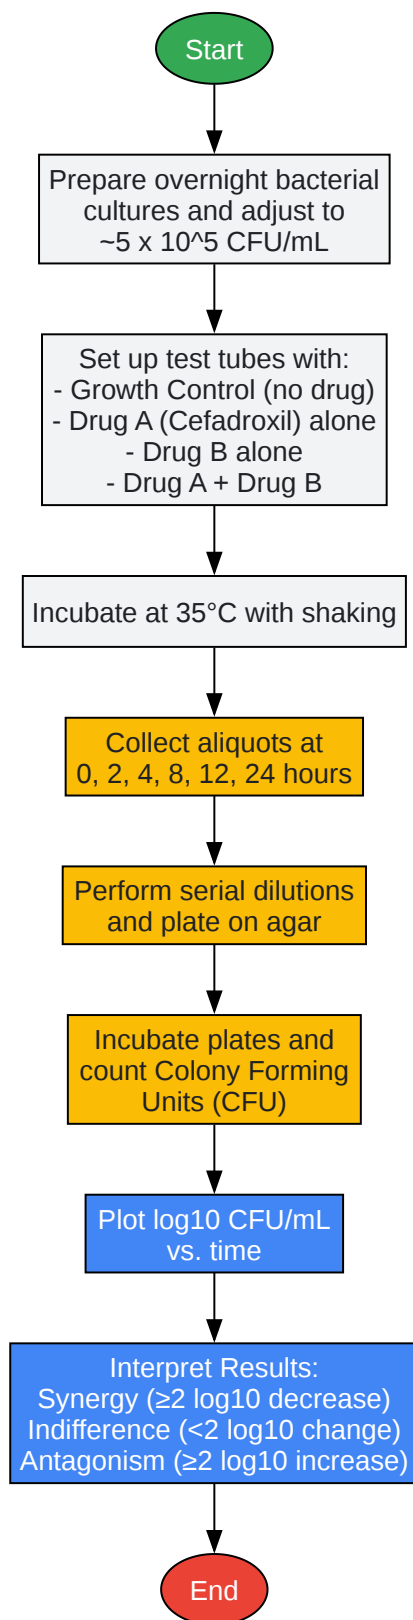 Start
Prepare overnight bacterial
cultures and adjust to
~5 x 10^5 CFU/mL
Set up test tubes with:
- Growth Control (no drug)
- Drug A (Cefadroxil) alone
- Drug B alone
- Drug A + Drug B
Incubate at 35°C with shaking
Collect aliquots at
0, 2, 4, 8, 12, 24 hours
Perform serial dilutions
and plate on agar
Incubate plates and
count Colony Forming
Units (CFU)
Plot log10 CFU/mL
vs. time
Interpret Results:
Synergy (≥2 log10 decrease)
Indifference (<2 log10 change)
Antagonism (≥2 log10 increase)
End